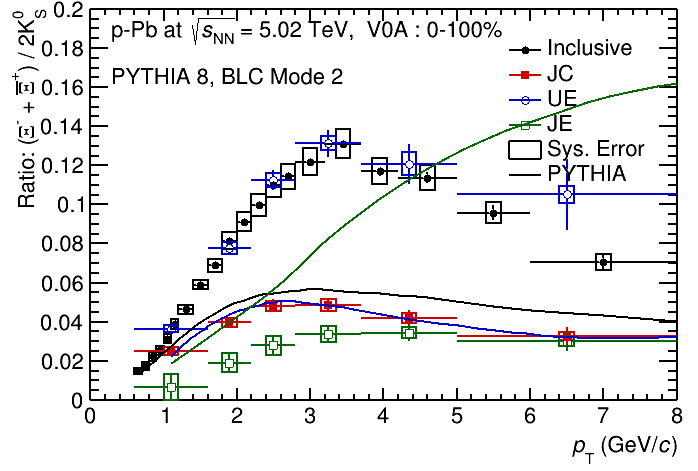 p-Pb at √s_NN = 5.02 TeV, V0A : 0-100%
PYTHIA 8, BLC Mode 2
Inclusive
JC
UE
JE
Sys. Error
PYTHIA
Ratio: (Ξ⁻ + Ξ̅⁺) / 2K⁰_S
0.2
0.18
0.16
0.14
0.12
0.1
0.08
0.06
0.04
0.02
0
0 1 2 3 4 5 6 7 8
p_T (GeV/c)